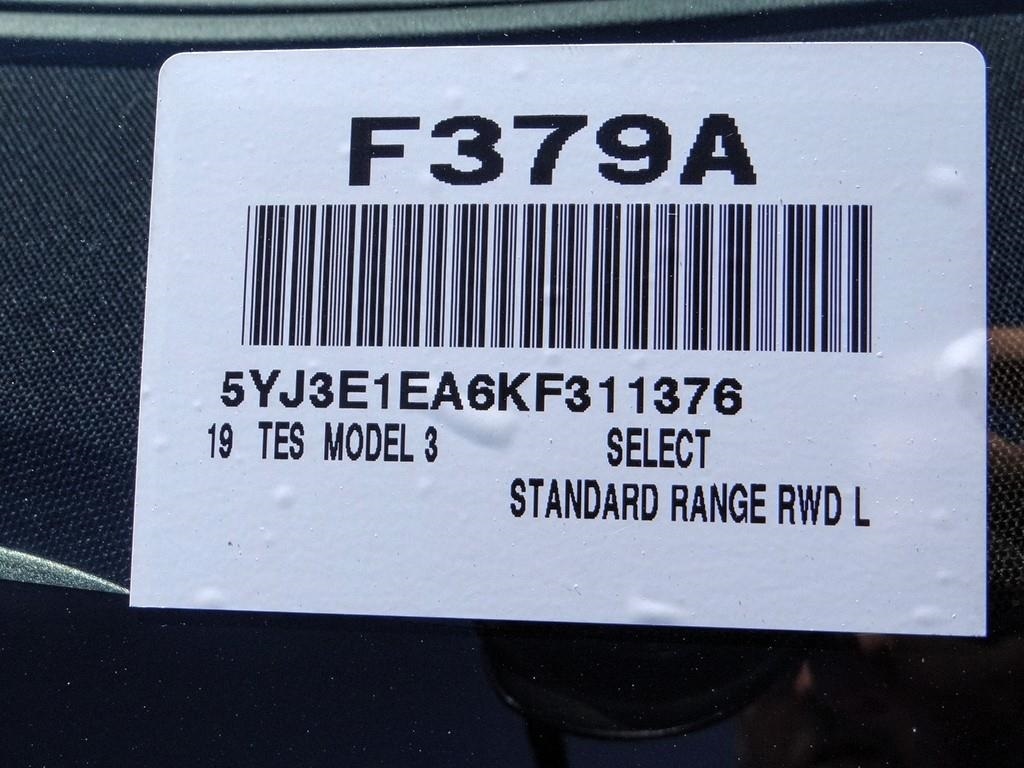 F379A
5YJ3E1EA6KF311376
19 TES MODEL 3 SELECT
STANDARD RANGE RWD L